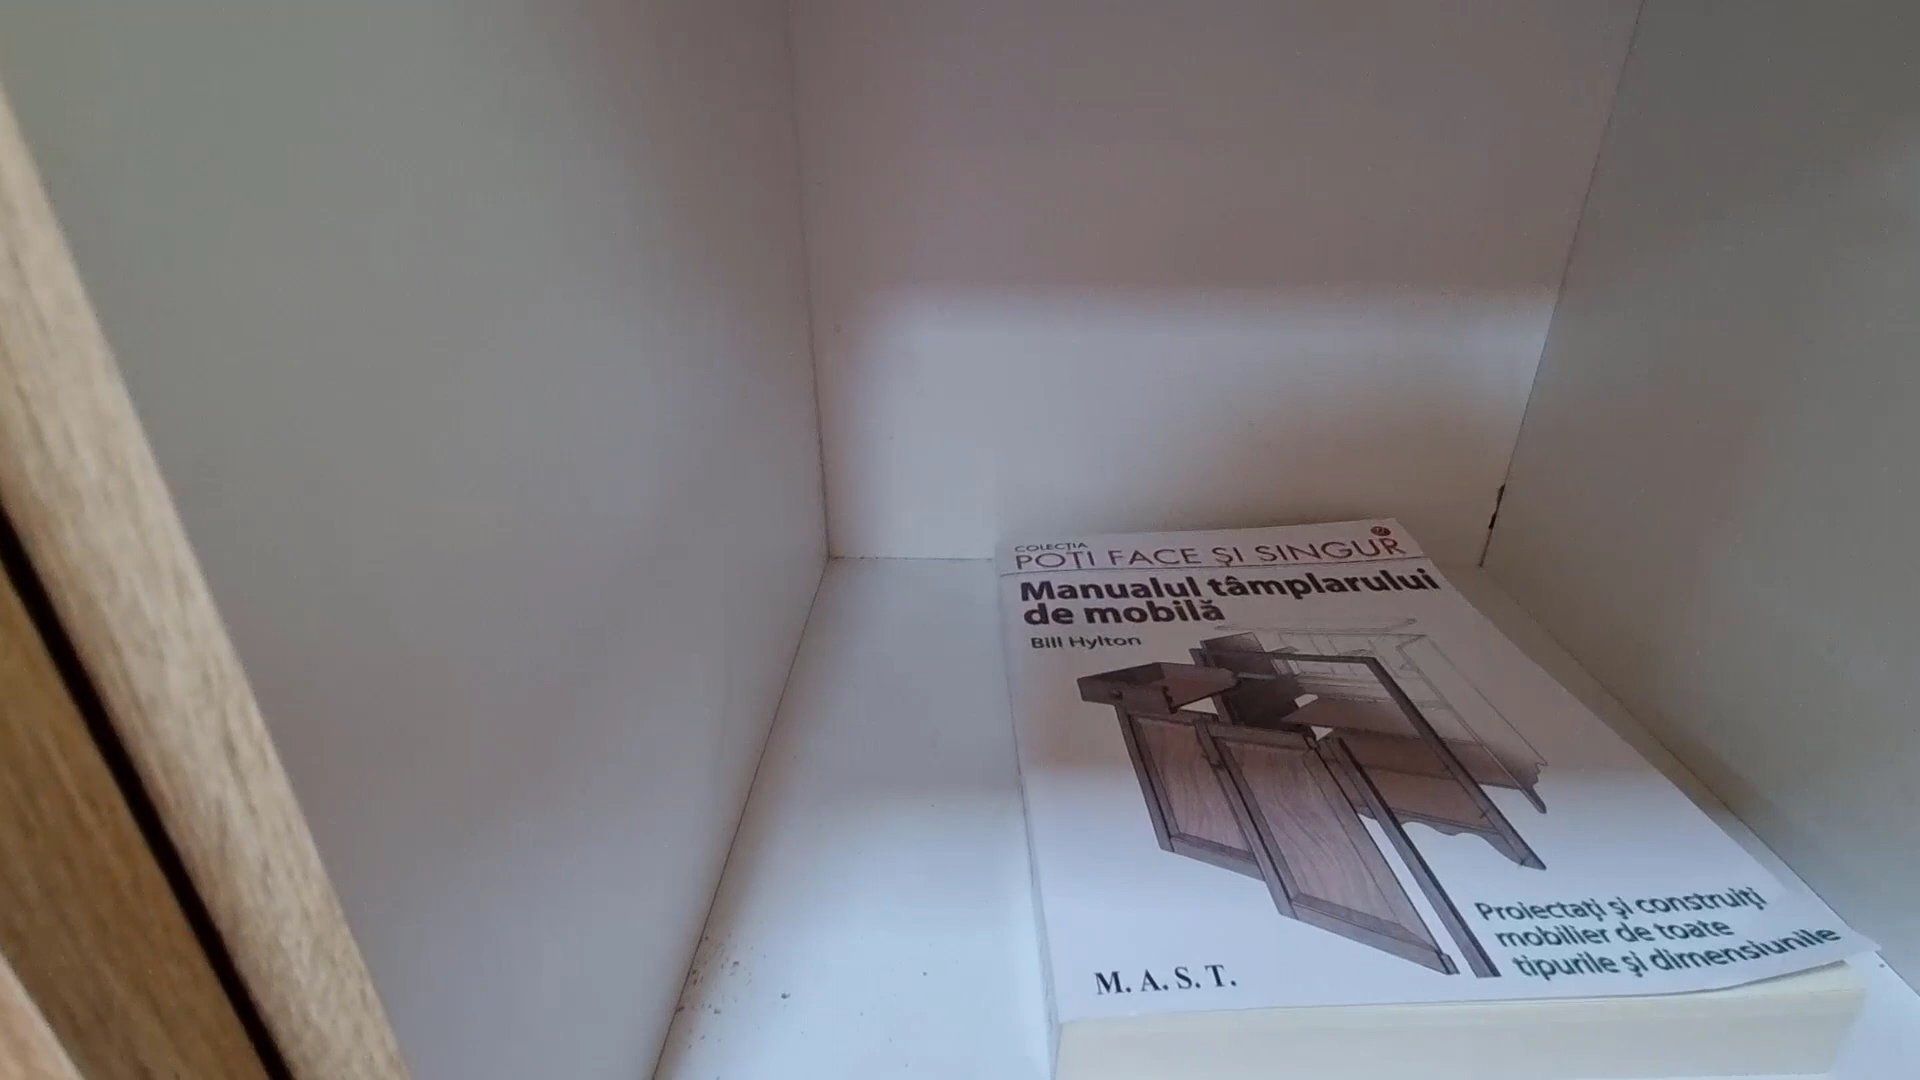 COLECȚIA
POȚI FACE ȘI SINGUR
Manualul tâmplarului
de mobilă
Bill Hylton
Proiectați și construiți
mobilier de toate
tipurile și dimensiunile
M. A. S. T.